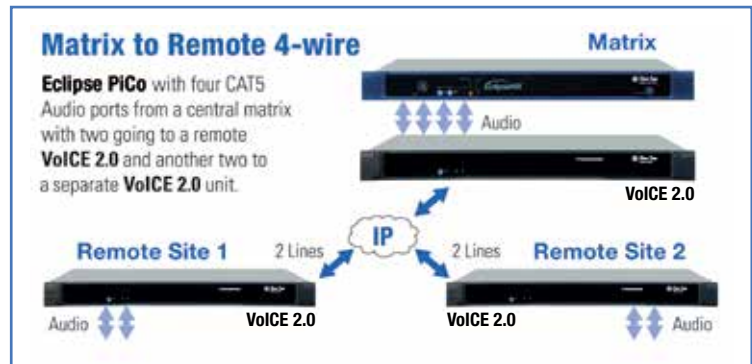 Matrix to Remote 4-wire
Eclipse PiCo with four CAT5
Audio ports from a central matrix
with two going to a remote
VoICE 2.0 and another two to
a separate VoICE 2.0 unit.
Matrix
Audio
VoICE 2.0
IP
Remote Site 1
2 Lines
2 Lines
Remote Site 2
Audio
VoICE 2.0
VoICE 2.0
Audio